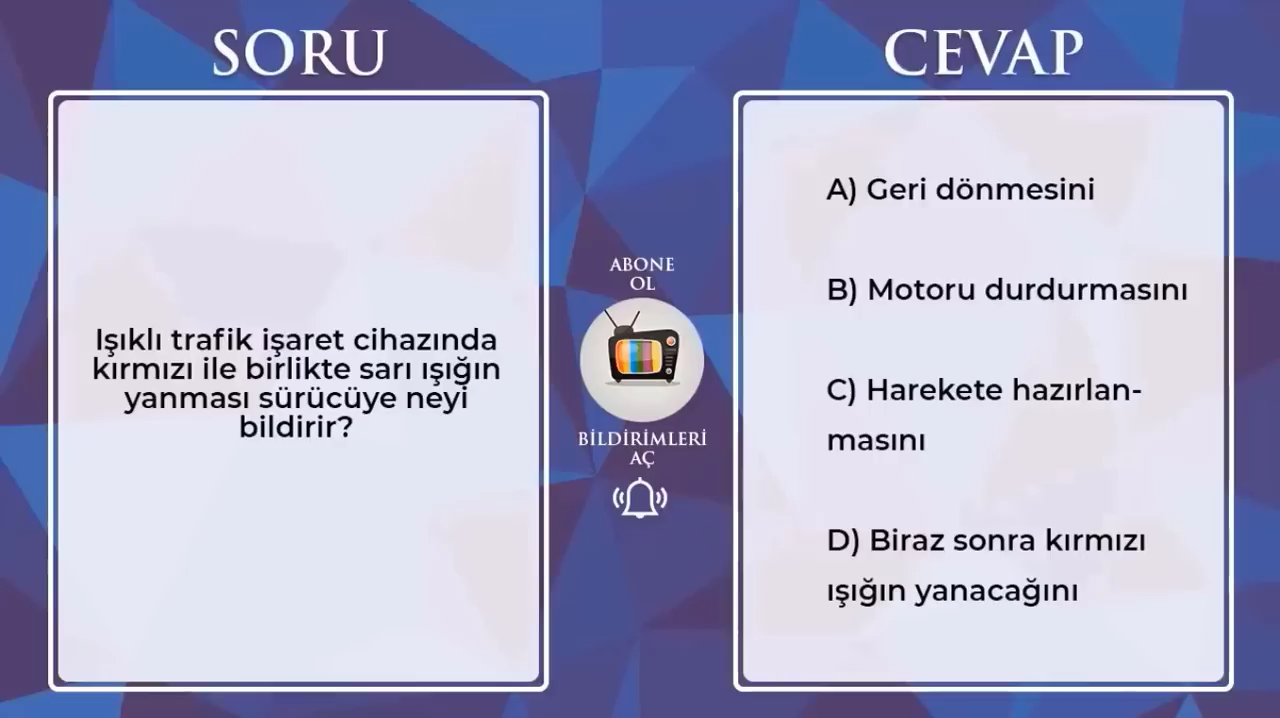 SORU
Işıklı trafik işaret cihazında
kırmızı ile birlikte sarı ışığın
yanması sürücüye neyi
bildirir?
ABONE
OL
BİLDİRİMLERİ
AÇ
CEVAP
A) Geri dönmesini
B) Motoru durdurmasını
C) Harekete hazırlan-
masını
D) Biraz sonra kırmızı
ışığın yanacağını